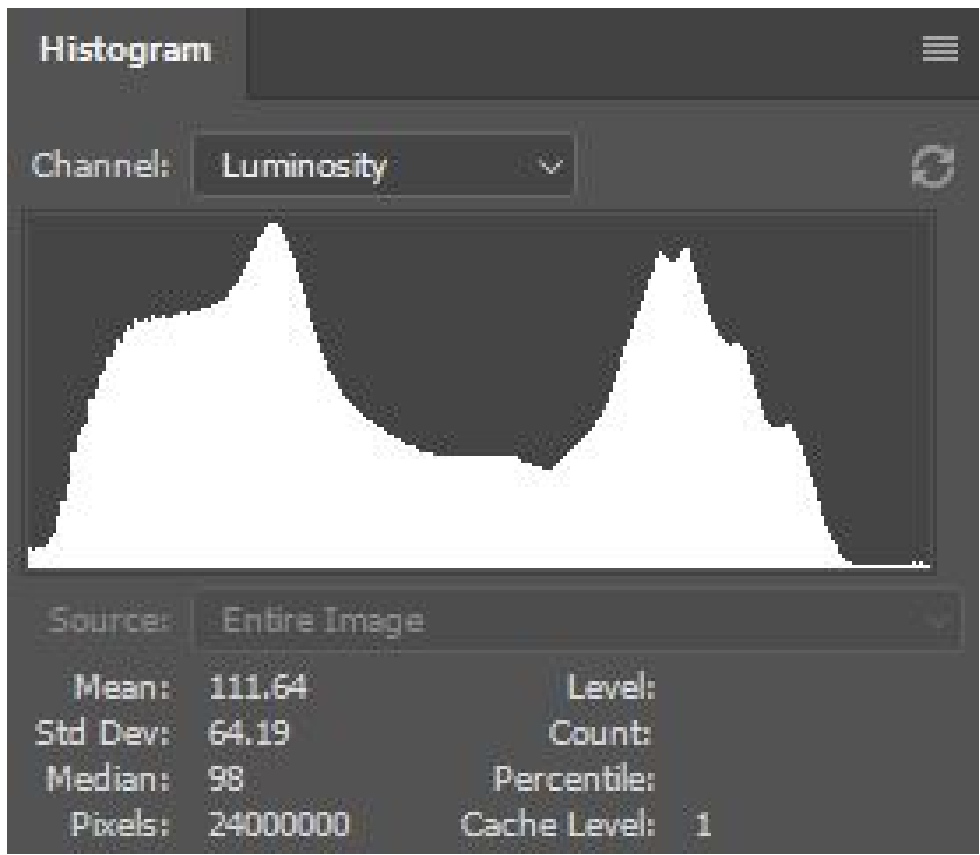 Histogram
Channel: Luminosity
Source: Entire Image
Mean: 111.64 Level:
Std Dev: 64.19 Count:
Median: 98 Percentile:
Pixels: 24000000 Cache Level: 1